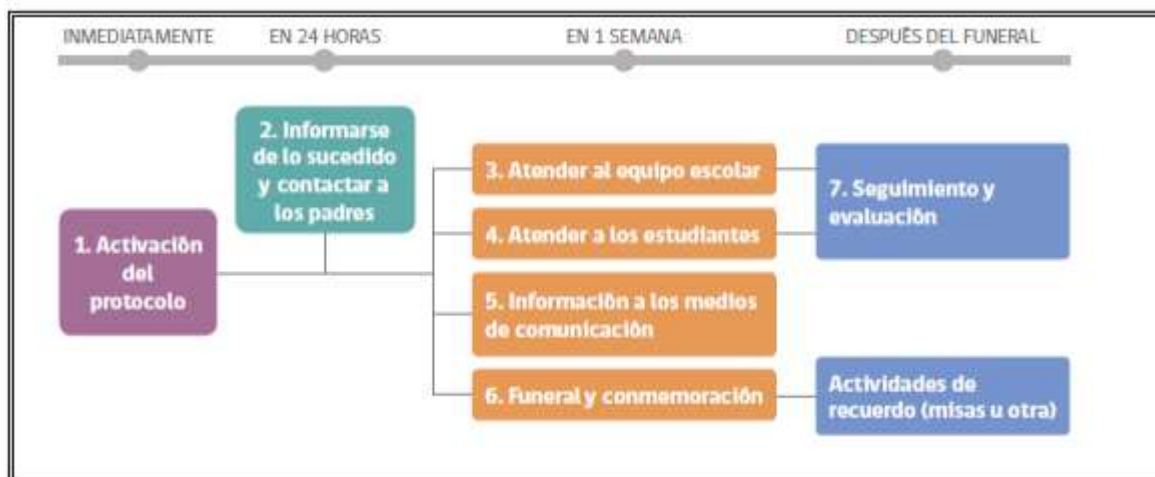 INMEDIATAMENTE
EN 24 HORAS
EN 1 SEMANA
DESPUÉS DEL FUNERAL
1. Activación
del
protocolo
2. Informarse
de lo sucedido
y contactar a
los padres
3. Atender al equipo escolar
4. Atender a los estudiantes
5. Información a los medios
de comunicación
6. Funeral y conmemoración
7. Seguimiento y
evaluación
Actividades de
recuerdo (misas u otra)